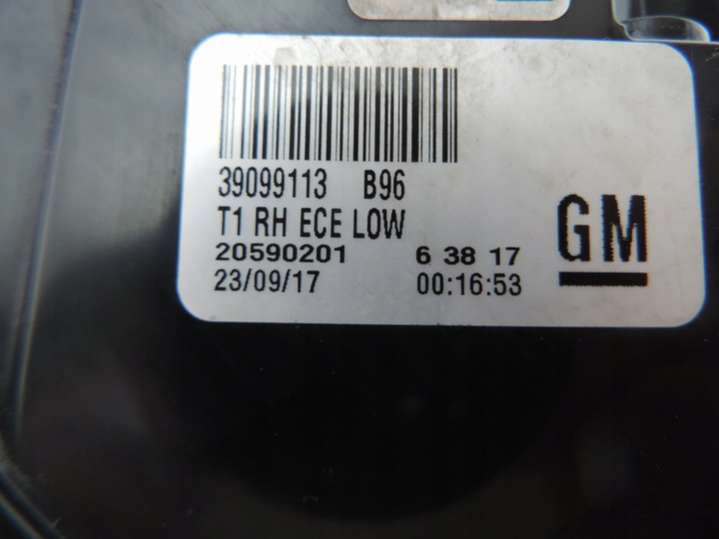 39099113 B96
T1 RH ECE LOW
20590201 6 38 17
23/09/17 00:16:53
GM